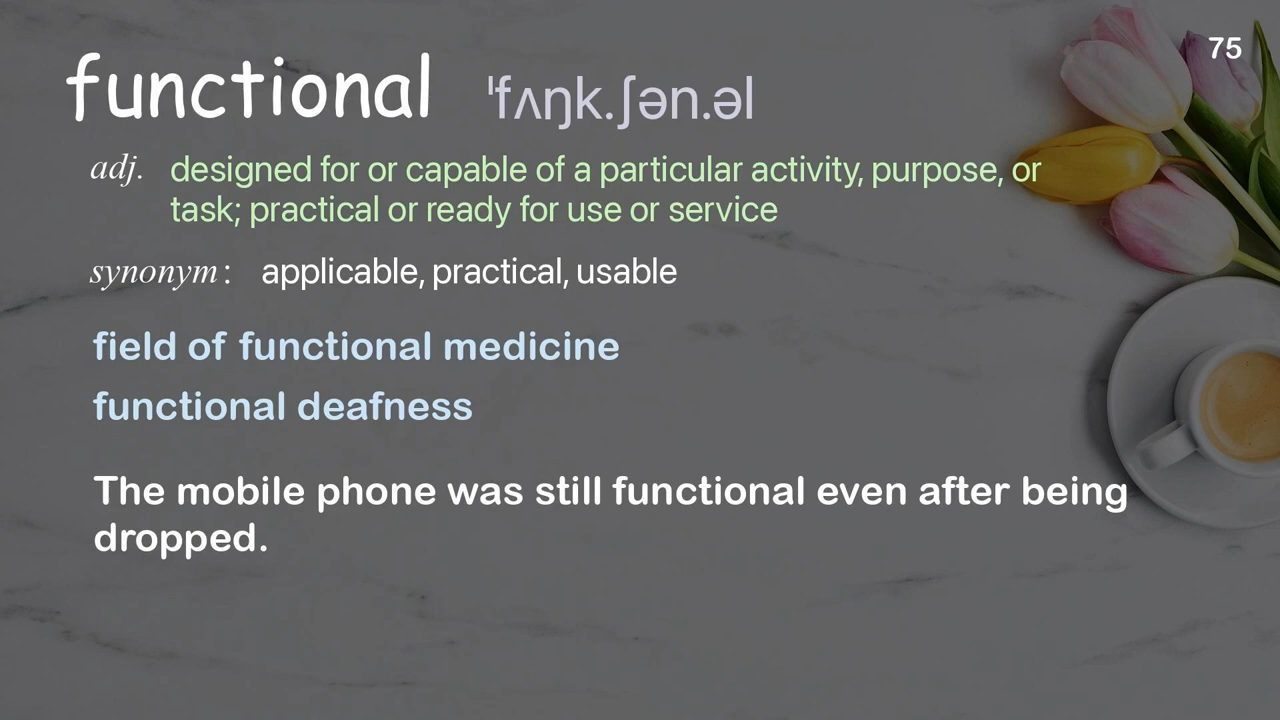 75
functional ˈfʌŋk.ʃən.əl
adj. designed for or capable of a particular activity, purpose, or
task; practical or ready for use or service
synonym: applicable, practical, usable
field of functional medicine
functional deafness
The mobile phone was still functional even after being
dropped.